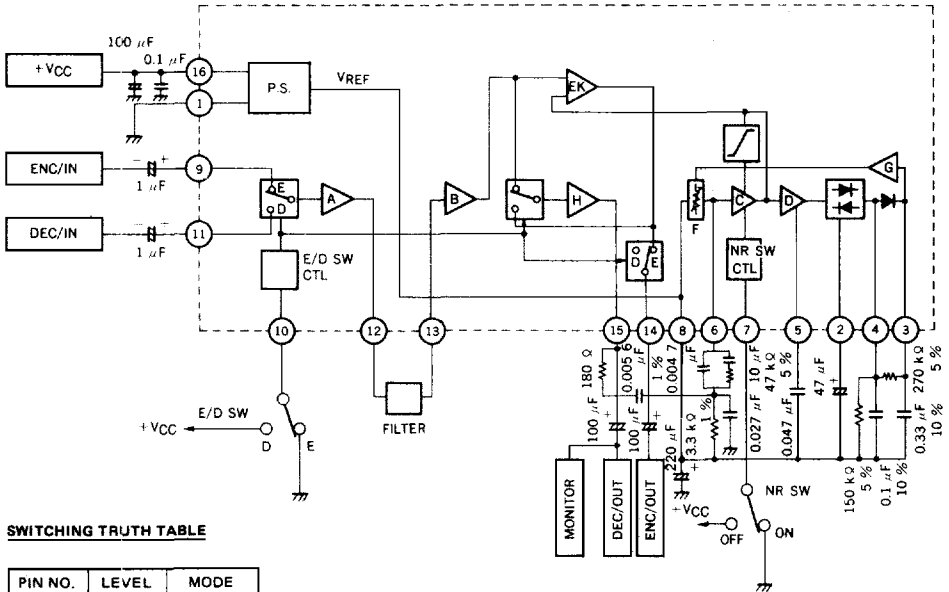 100 μF
0.1 μF
+VCC
16
P.S.
VREF
EK
1
ENC/IN
− +
1 μF
9
E
D
A
B
H
F
C
D
G
DEC/IN
−
1 μF
11
E/D SW
CTL
D E
NR SW
CTL
10
12
13
15
14
8
6
7
5
2
4
3
FILTER
E/D SW
+VCC
D
E
180 Ω
0.005 6 μF
1 %
0.004 7 μF
10 μF
47 kΩ
5 %
47 μF
270 kΩ
5 %
100 μF
100 μF
220 μF
3.3 kΩ
1 %
0.027 μF
0.047 μF
150 kΩ
5 %
0.1 μF
10 %
0.33 μF
10 %
MONITOR
DEC/OUT
ENC/OUT
+VCC
NR SW
OFF
ON
SWITCHING TRUTH TABLE
PIN NO. LEVEL MODE